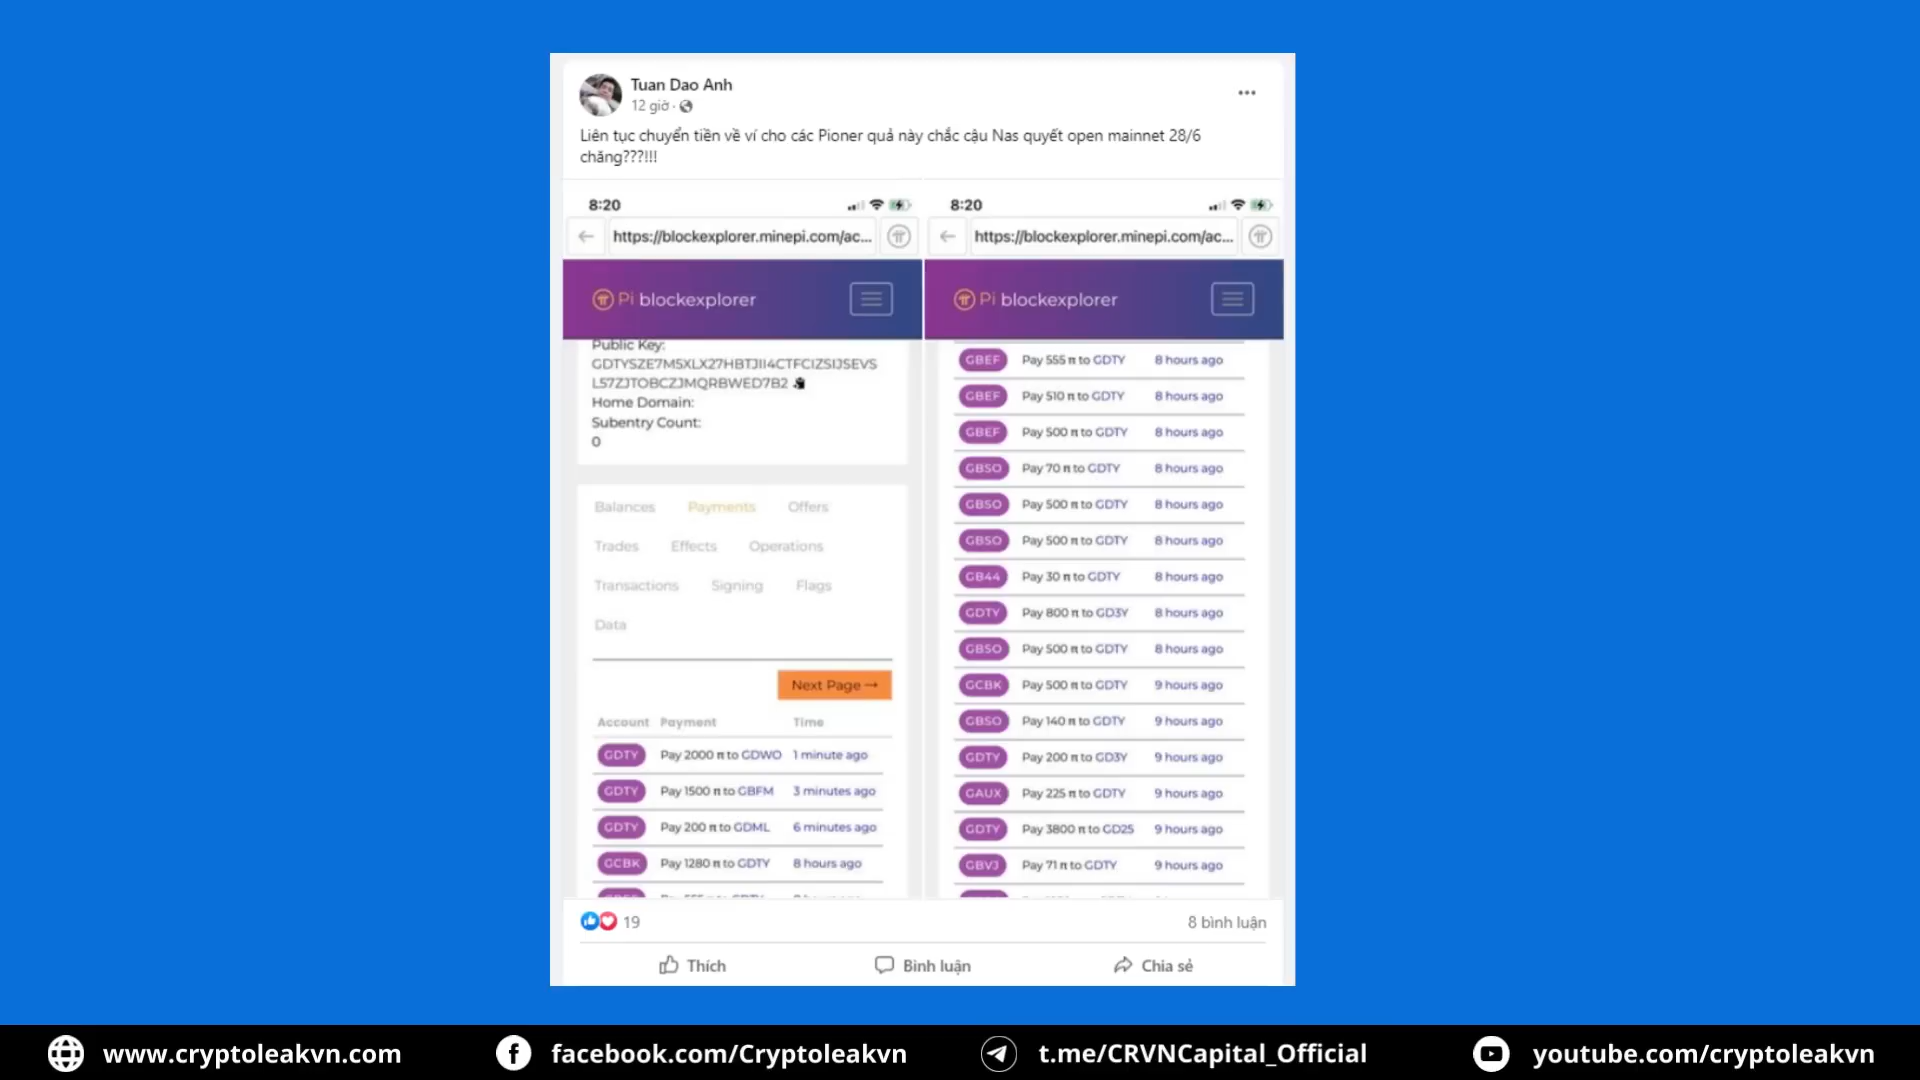 Tuan Dao Anh
12 giờ ·
Liên tục chuyển tiền về ví cho các Pioner quả này chắc cậu Nas quyết open mainnet 28/6
chăng???!!!
8:20
https://blockexplorer.minepi.com/ac...
Pi blockexplorer
Public Key:
GDTYSZE7M5XLX27HBTJII4CTFCIZSIJSEVS
L57ZJTOBCZJMQRBWED7B2
Home Domain:
Subentry Count:
0
Balances Payments Offers
Trades Effects Operations
Transactions Signing Flags
Data
Next Page →
Account Payment Time
GDTY Pay 2000 π to GDWO 1 minute ago
GDTY Pay 1500 π to GBFM 3 minutes ago
GDTY Pay 200 π to GDML 6 minutes ago
GCBK Pay 1280 π to GDTY 8 hours ago
8:20
https://blockexplorer.minepi.com/ac...
Pi blockexplorer
GBEF Pay 555 π to GDTY 8 hours ago
GBEF Pay 510 π to GDTY 8 hours ago
GBEF Pay 500 π to GDTY 8 hours ago
GBSO Pay 70 π to GDTY 8 hours ago
GBSO Pay 500 π to GDTY 8 hours ago
GBSO Pay 500 π to GDTY 8 hours ago
GB44 Pay 30 π to GDTY 8 hours ago
GDTY Pay 800 π to GD3Y 8 hours ago
GBSO Pay 500 π to GDTY 8 hours ago
GCBK Pay 500 π to GDTY 9 hours ago
GBSO Pay 140 π to GDTY 9 hours ago
GDTY Pay 200 π to GD3Y 9 hours ago
GAUX Pay 225 π to GDTY 9 hours ago
GDTY Pay 3800 π to GD25 9 hours ago
GBVJ Pay 71 π to GDTY 9 hours ago
19
8 bình luận
Thích
Bình luận
Chia sẻ
www.cryptoleakvn.com
facebook.com/Cryptoleakvn
t.me/CRVNCapital_Official
youtube.com/cryptoleakvn